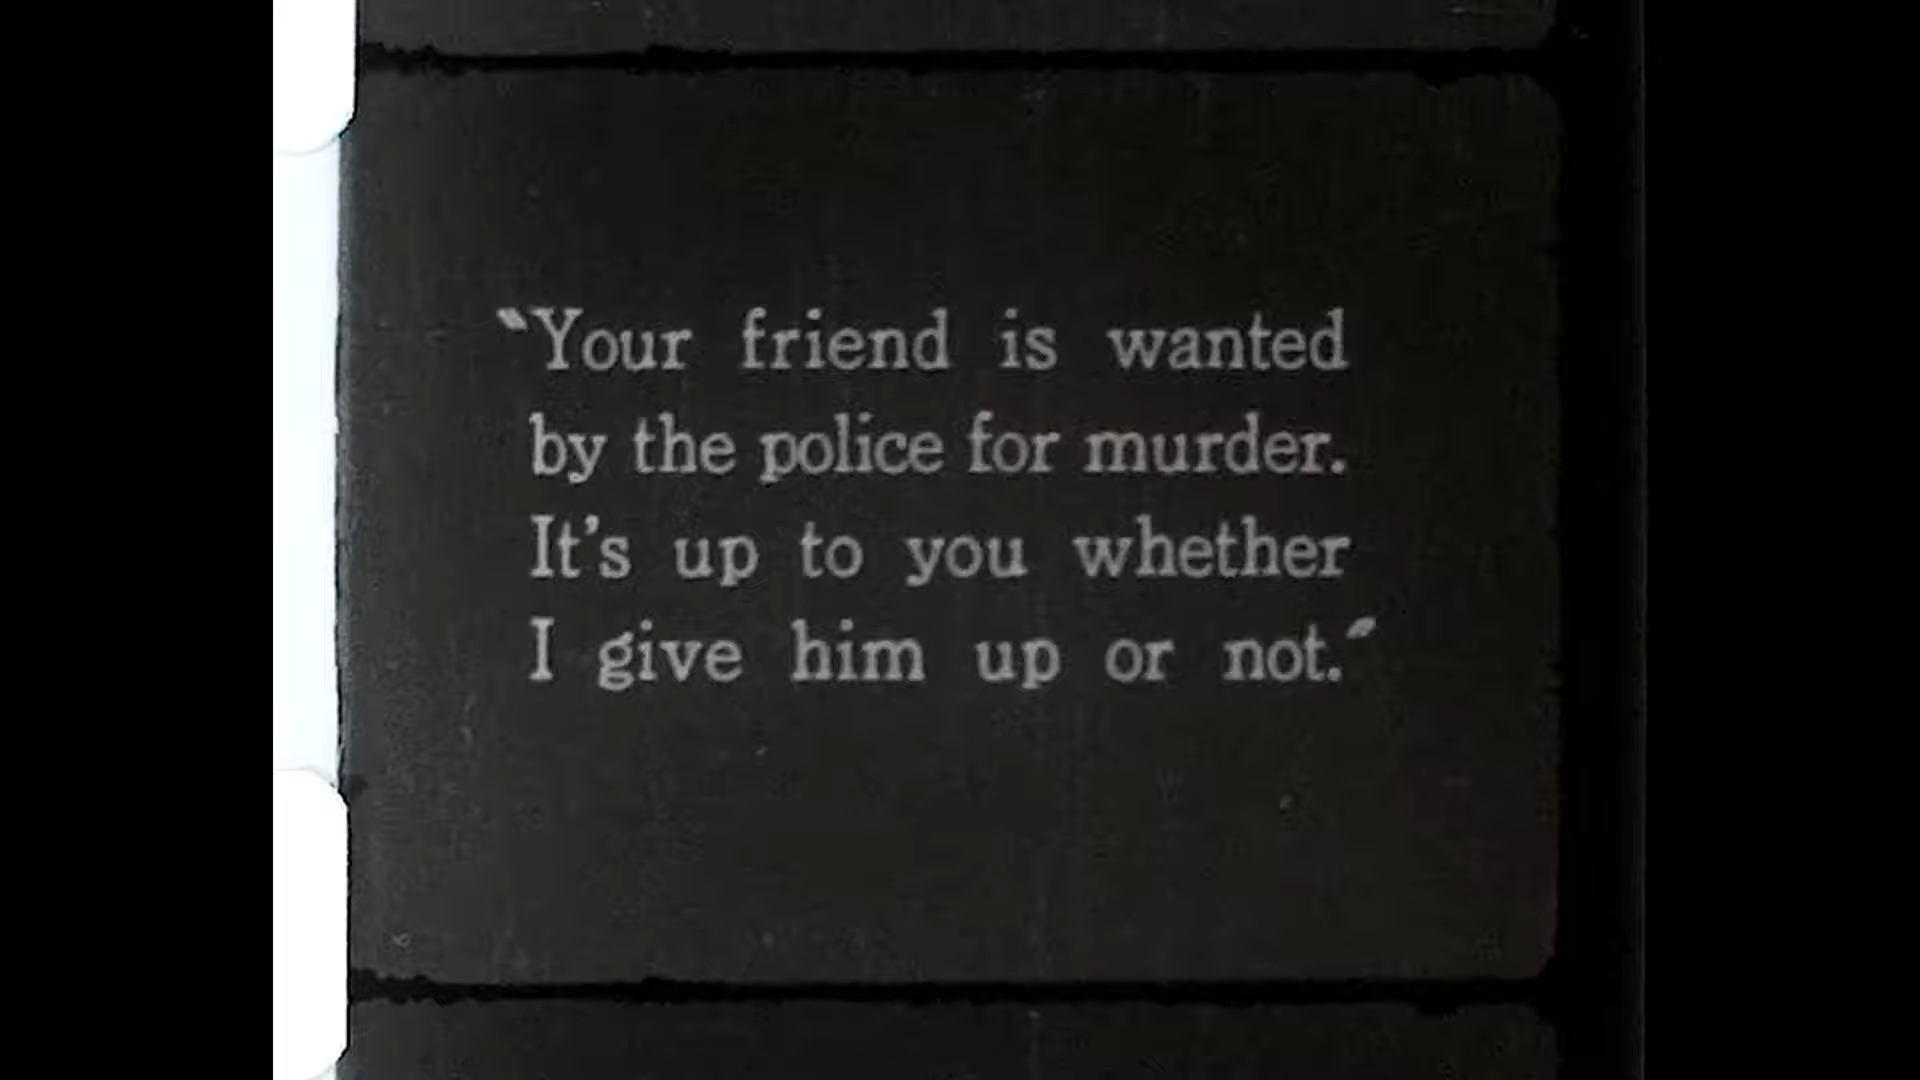 "Your friend is wanted
by the police for murder.
It's up to you whether
I give him up or not."